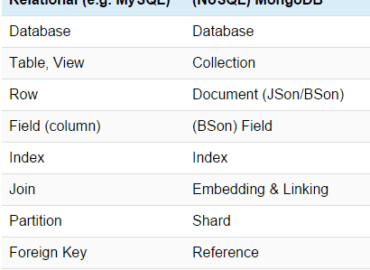 Relational (e.g. MySQL) (NoSQL) MongoDB
Database Database
Table, View Collection
Row Document (JSon/BSon)
Field (column) (BSon) Field
Index Index
Join Embedding & Linking
Partition Shard
Foreign Key Reference